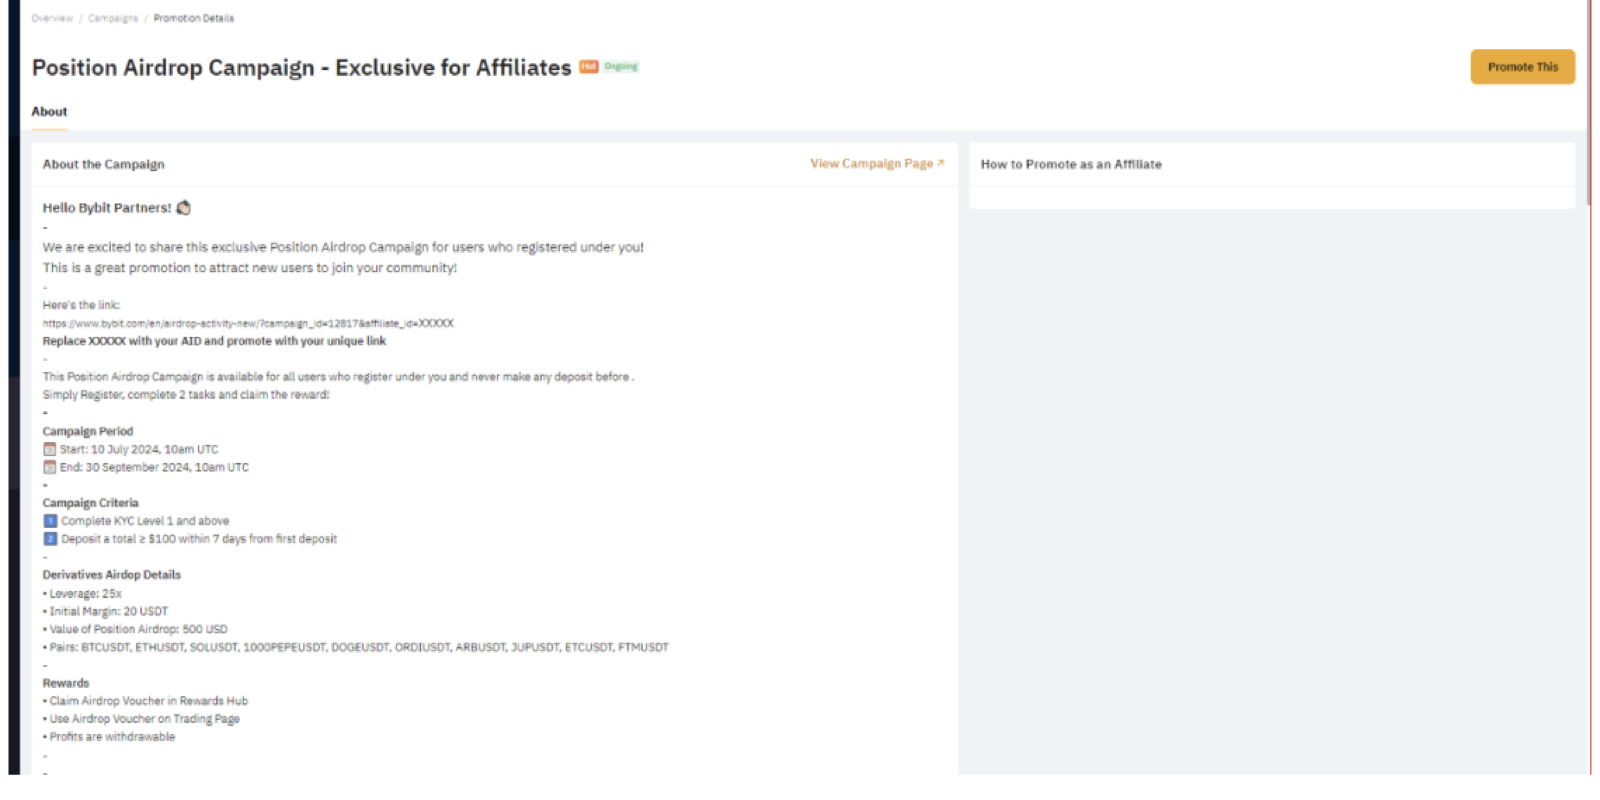 Overview / Campaigns / Promotion Details
Position Airdrop Campaign - Exclusive for Affiliates Hot Ongoing
Promote This
About
About the Campaign
View Campaign Page ↗
Hello Bybit Partners!
-
We are excited to share this exclusive Position Airdrop Campaign for users who registered under you!
This is a great promotion to attract new users to join your community!
-
Here's the link:
https://www.bybit.com/en/airdrop-activity-new/?campaign_id=12817&affiliate_id=XXXXX
Replace XXXXX with your AID and promote with your unique link
-
This Position Airdrop Campaign is available for all users who register under you and never make any deposit before .
Simply Register, complete 2 tasks and claim the reward!
-
Campaign Period
Start: 10 July 2024, 10am UTC
End: 30 September 2024, 10am UTC
-
Campaign Criteria
1 Complete KYC Level 1 and above
2 Deposit a total ≥ $100 within 7 days from first deposit
-
Derivatives Airdop Details
• Leverage: 25x
• Initial Margin: 20 USDT
• Value of Position Airdrop: 500 USD
• Pairs: BTCUSDT, ETHUSDT, SOLUSDT, 1000PEPEUSDT, DOGEUSDT, ORDIUSDT, ARBUSDT, JUPUSDT, ETCUSDT, FTMUSDT
-
Rewards
• Claim Airdrop Voucher in Rewards Hub
• Use Airdrop Voucher on Trading Page
• Profits are withdrawable
-
-
How to Promote as an Affiliate